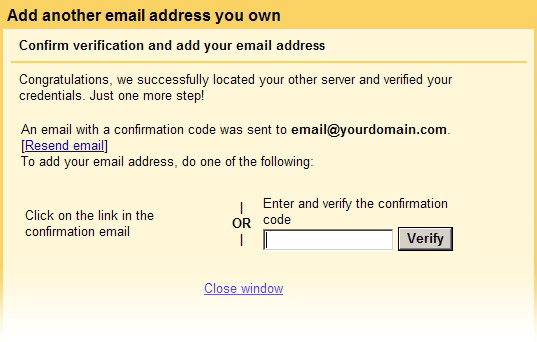 Add another email address you own
Confirm verification and add your email address
Congratulations, we successfully located your other server and verified your
credentials. Just one more step!
An email with a confirmation code was sent to email@yourdomain.com.
[Resend email]
To add your email address, do one of the following:
Click on the link in the
confirmation email
|
OR
|
Enter and verify the confirmation
code
Verify
Close window